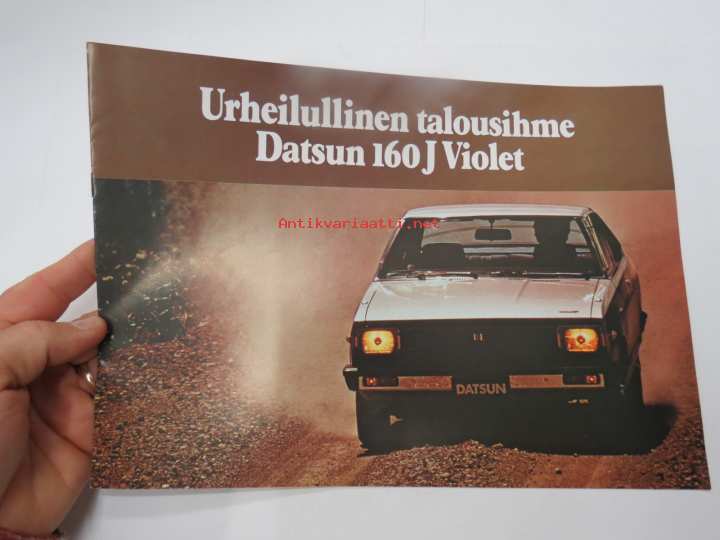 Urheilullinen talousihme
Datsun 160 J Violet
Antikvariaatti.net
DATSUN